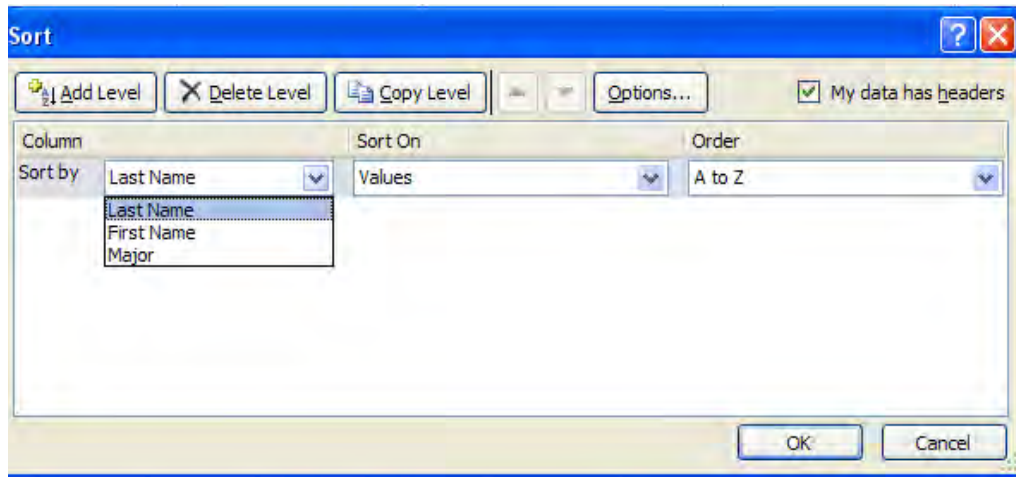 Sort
Add Level Delete Level Copy Level Options... My data has headers
Column Sort On Order
Sort by Last Name Values A to Z
Last Name
First Name
Major
OK Cancel